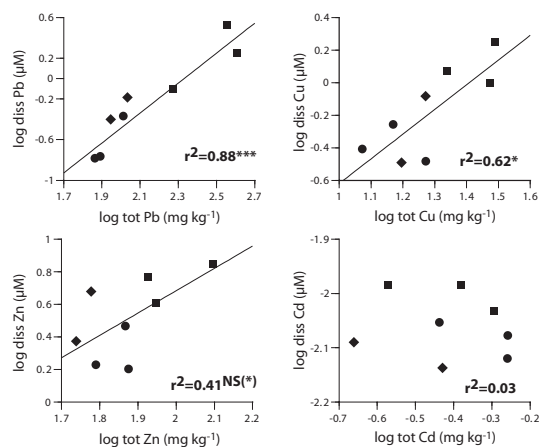 log diss Pb (µM)
0.6
0.2
0
-0.2
-0.6
-1
r²=0.88***
1.7 1.9 2.1 2.3 2.5 2.7
log tot Pb (mg kg⁻¹)
log diss Cu (µM)
0.4
0.2
0
-0.2
-0.4
-0.6
r²=0.62*
1 1.1 1.2 1.3 1.4 1.5 1.6
log tot Cu (mg kg⁻¹)
log diss Zn (µM)
1
0.8
0.6
0.4
0.2
0
r²=0.41NS(*)
1.7 1.8 1.9 2 2.1 2.2
log tot Zn (mg kg⁻¹)
log diss Cd (µM)
-1.9
-2
-2.1
-2.2
r²=0.03
-0.7 -0.6 -0.5 -0.4 -0.3 -0.2
log tot Cd (mg kg⁻¹)